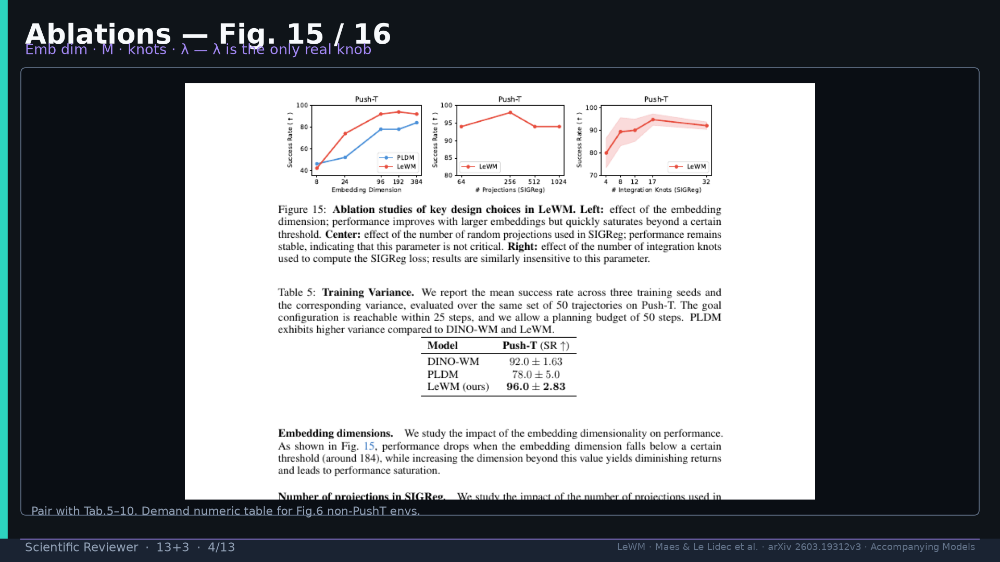 Ablations — Fig. 15 / 16
Emb dim · M · knots · λ — λ is the only real knob
Push-T
Success Rate (↑)
100
80
60
40
PLDM
LeWM
8 24 96 192 384
Embedding Dimension
Push-T
Success Rate (↑)
100
95
90
85
80
LeWM
64 256 512 1024
# Projections (SIGReg)
Push-T
Success Rate (↑)
100
90
80
70
LeWM
4 8 12 17 32
# Integration Knots (SIGReg)
Figure 15: Ablation studies of key design choices in LeWM. Left: effect of the embedding
dimension; performance improves with larger embeddings but quickly saturates beyond a certain
threshold. Center: effect of the number of random projections used in SIGReg; performance remains
stable, indicating that this parameter is not critical. Right: effect of the number of integration knots
used to compute the SIGReg loss; results are similarly insensitive to this parameter.
Table 5: Training Variance. We report the mean success rate across three training seeds and
the corresponding variance, evaluated over the same set of 50 trajectories on Push-T. The goal
configuration is reachable within 25 steps, and we allow a planning budget of 50 steps. PLDM
exhibits higher variance compared to DINO-WM and LeWM.
Model Push-T (SR ↑)
DINO-WM 92.0 ± 1.63
PLDM 78.0 ± 5.0
LeWM (ours) 96.0 ± 2.83
Embedding dimensions. We study the impact of the embedding dimensionality on performance.
As shown in Fig. 15, performance drops when the embedding dimension falls below a certain
threshold (around 184), while increasing the dimension beyond this value yields diminishing returns
and leads to performance saturation.
Number of projections in SIGReg. We study the impact of the number of projections used in
Pair with Tab.5–10. Demand numeric table for Fig.6 non-PushT envs.
Scientific Reviewer · 13+3 · 4/13
LeWM · Maes & Le Lidec et al. · arXiv 2603.19312v3 · Accompanying Models